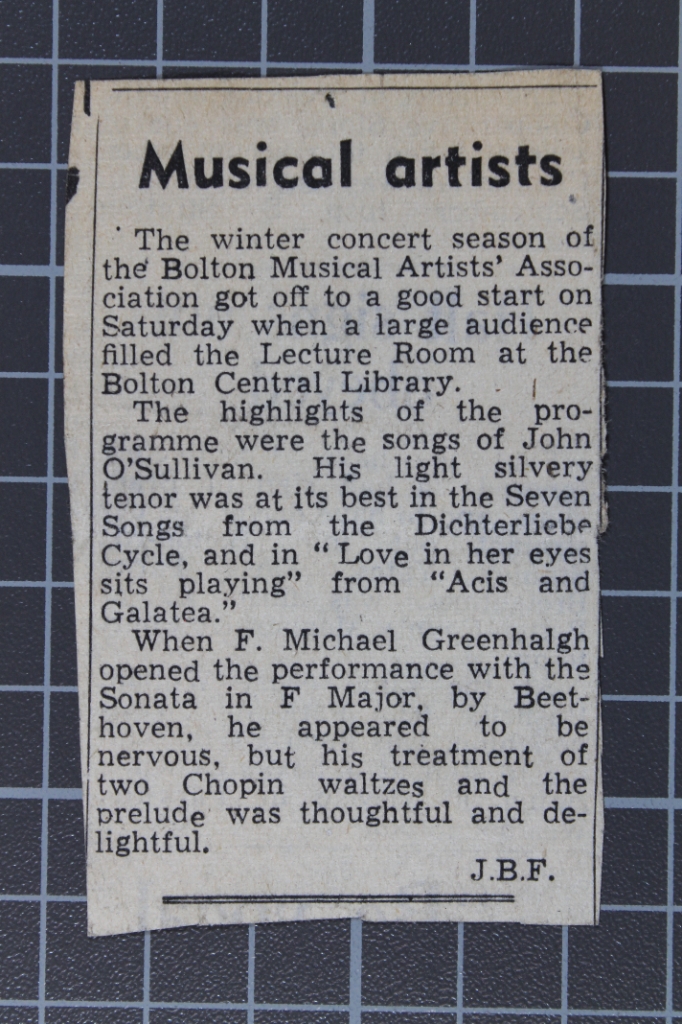 Musical artists
The winter concert season of
the Bolton Musical Artists' Asso-
ciation got off to a good start on
Saturday when a large audience
filled the Lecture Room at the
Bolton Central Library.
The highlights of the pro-
gramme were the songs of John
O'Sullivan. His light silvery
tenor was at its best in the Seven
Songs from the Dichterliebe
Cycle, and in "Love in her eyes
sits playing" from "Acis and
Galatea."
When F. Michael Greenhalgh
opened the performance with the
Sonata in F Major, by Beet-
hoven, he appeared to be
nervous, but his treatment of
two Chopin waltzes and the
prelude was thoughtful and de-
lightful.
J.B.F.